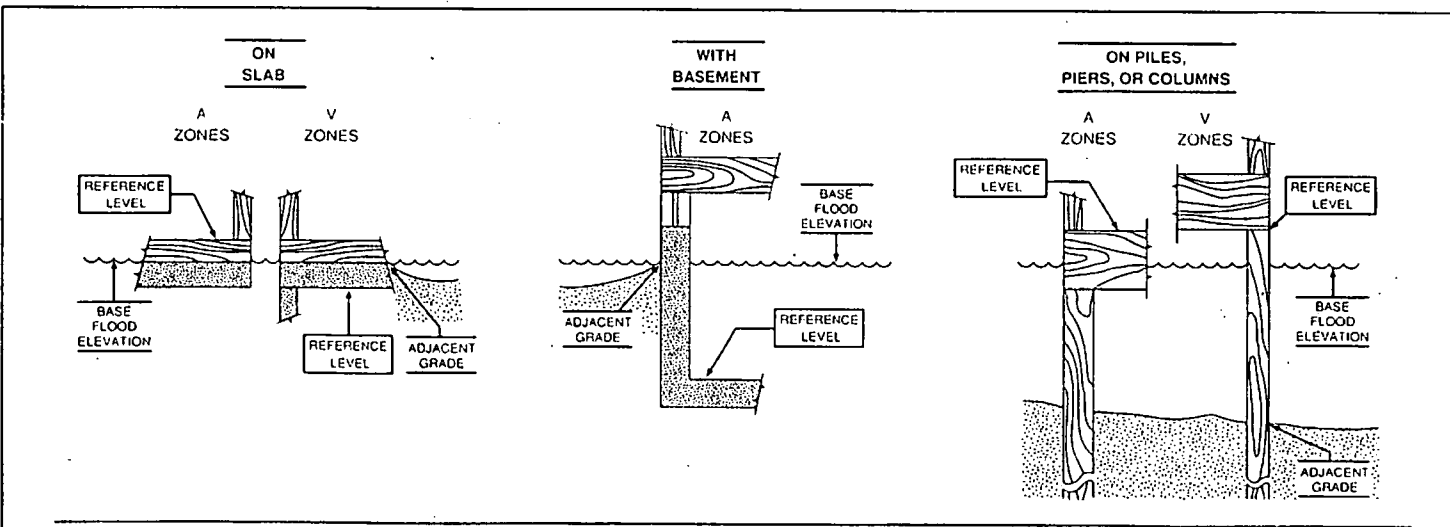 ON
SLAB
A
ZONES
V
ZONES
REFERENCE
LEVEL
BASE
FLOOD
ELEVATION
REFERENCE
LEVEL
ADJACENT
GRADE
WITH
BASEMENT
A
ZONES
BASE
FLOOD
ELEVATION
ADJACENT
GRADE
REFERENCE
LEVEL
ON PILES,
PIERS, OR COLUMNS
A
ZONES
V
ZONES
REFERENCE
LEVEL
REFERENCE
LEVEL
BASE
FLOOD
ELEVATION
ADJACENT
GRADE